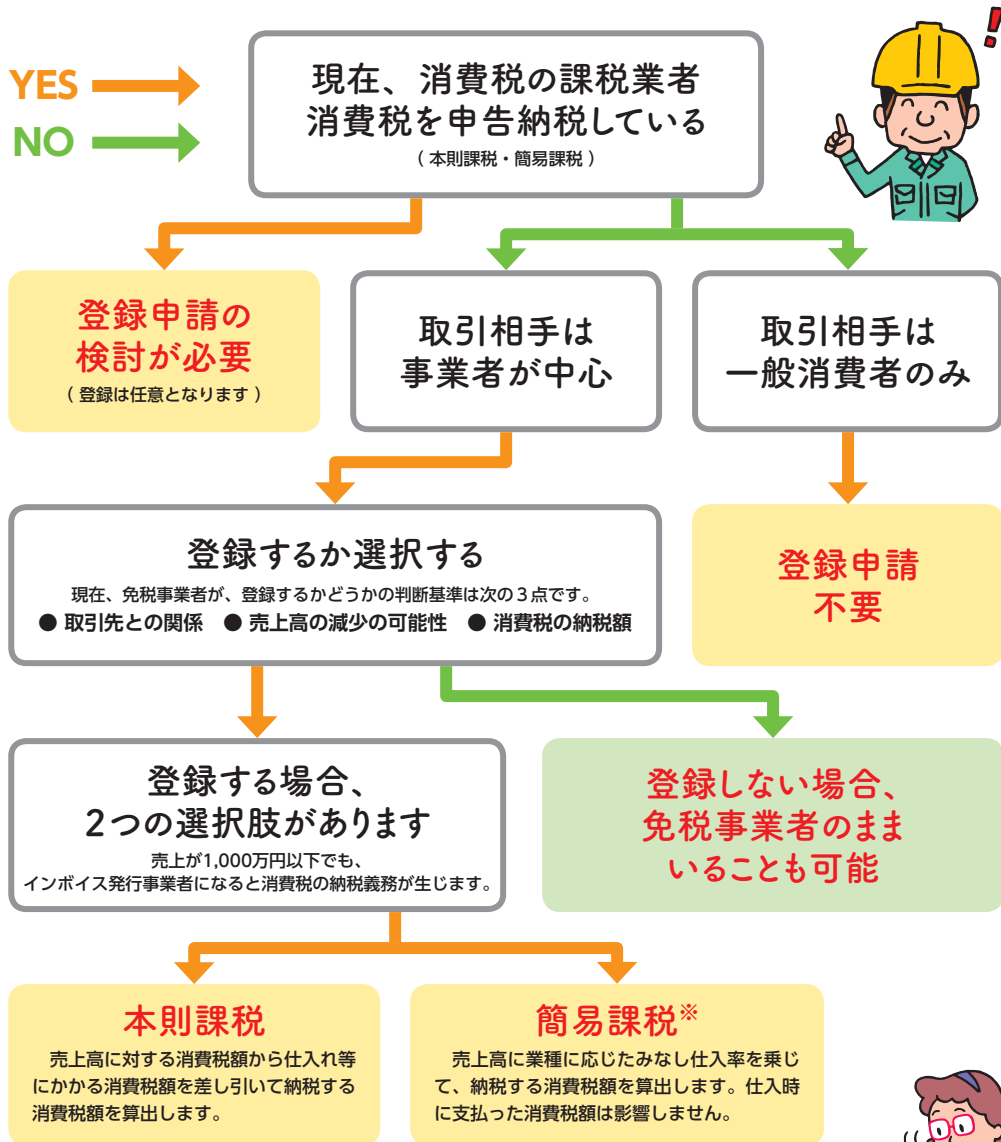 YES
NO
現在、消費税の課税業者
消費税を申告納税している
（ 本則課税・簡易課税 ）
登録申請の
検討が必要
（ 登録は任意となります ）
取引相手は
事業者が中心
取引相手は
一般消費者のみ
登録するか選択する
現在、免税事業者が、登録するかどうかの判断基準は次の３点です。
● 取引先との関係 ● 売上高の減少の可能性 ● 消費税の納税額
登録申請
不要
登録する場合、
２つの選択肢があります
売上が1,000万円以下でも、
インボイス発行事業者になると消費税の納税義務が生じます。
登録しない場合、
免税事業者のまま
いることも可能
本則課税
売上高に対する消費税額から仕入れ等
にかかる消費税額を差し引いて納税する
消費税額を算出します。
簡易課税※
売上高に業種に応じたみなし仕入率を乗じ
て、納税する消費税額を算出します。仕入時
に支払った消費税額は影響しません。